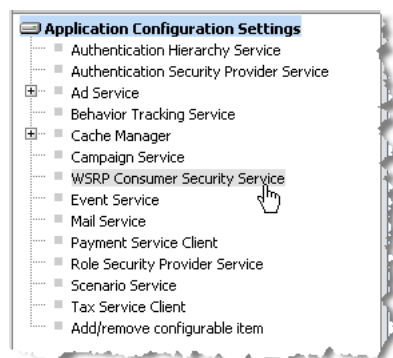 Application Configuration Settings
Authentication Hierarchy Service
Authentication Security Provider Service
Ad Service
Behavior Tracking Service
Cache Manager
Campaign Service
WSRP Consumer Security Service
Event Service
Mail Service
Payment Service Client
Role Security Provider Service
Scenario Service
Tax Service Client
Add/remove configurable item